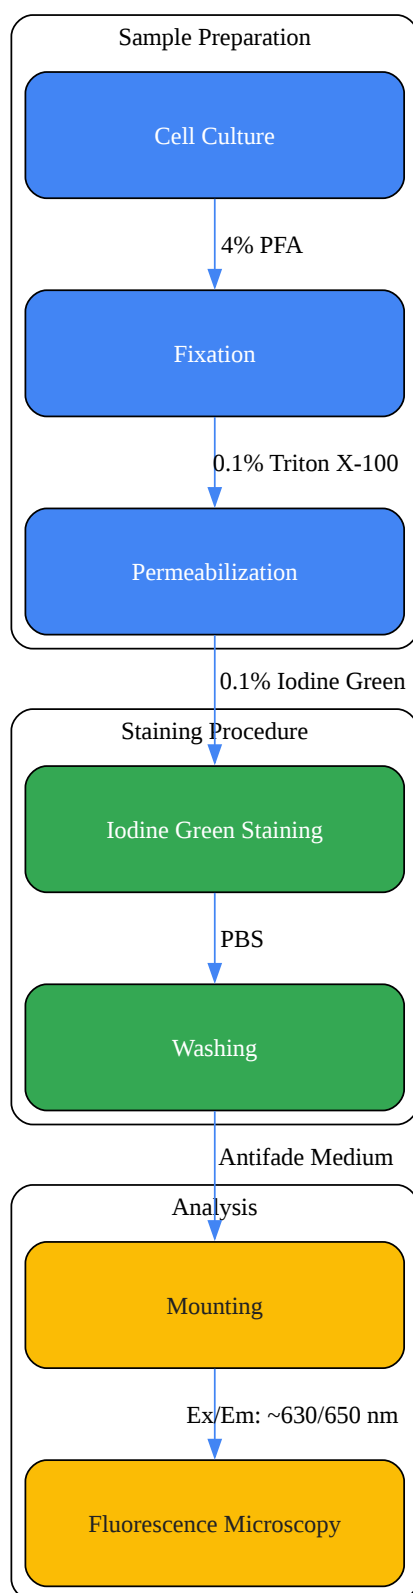 Sample Preparation
Cell Culture
4% PFA
Fixation
0.1% Triton X-100
Permeabilization
0.1% Iodine Green
Staining Procedure
Iodine Green Staining
PBS
Washing
Antifade Medium
Analysis
Mounting
Ex/Em: ~630/650 nm
Fluorescence Microscopy